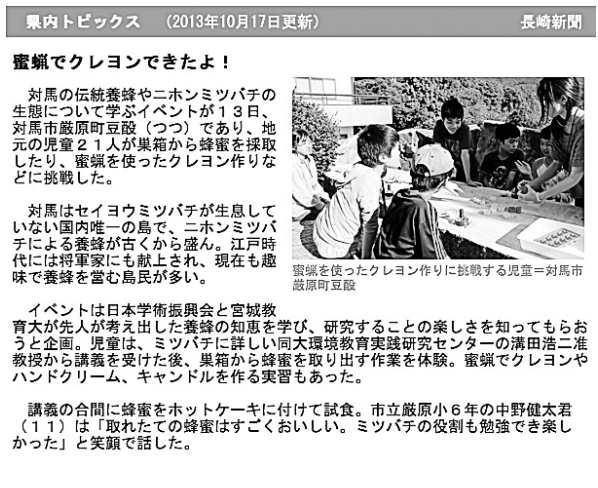 県内トピックス （2013年10月17日更新） 長崎新聞
蜜蝋でクレヨンできたよ！
対馬の伝統養蜂やニホンミツバチの
生態について学ぶイベントが１３日、
対馬市厳原町豆酘（つつ）であり、地
元の児童２１人が巣箱から蜂蜜を採取
したり、蜜蝋を使ったクレヨン作りな
どに挑戦した。
対馬はセイヨウミツバチが生息して
いない国内唯一の島で、ニホンミツバ
チによる養蜂が古くから盛ん。江戸時
代には将軍家にも献上され、現在も趣
味で養蜂を営む島民が多い。
蜜蝋を使ったクレヨン作りに挑戦する児童＝対馬市
厳原町豆酘
イベントは日本学術振興会と宮城教
育大が先人が考え出した養蜂の知恵を学び、研究することの楽しさを知ってもらお
うと企画。児童は、ミツバチに詳しい同大環境教育実践研究センターの溝田浩二准
教授から講義を受けた後、巣箱から蜂蜜を取り出す作業を体験。蜜蝋でクレヨンや
ハンドクリーム、キャンドルを作る実習もあった。
講義の合間に蜂蜜をホットケーキに付けて試食。市立厳原小６年の中野健太君
（１１）は「取れたての蜂蜜はすごくおいしい。ミツバチの役割も勉強でき楽し
かった」と笑顔で話した。